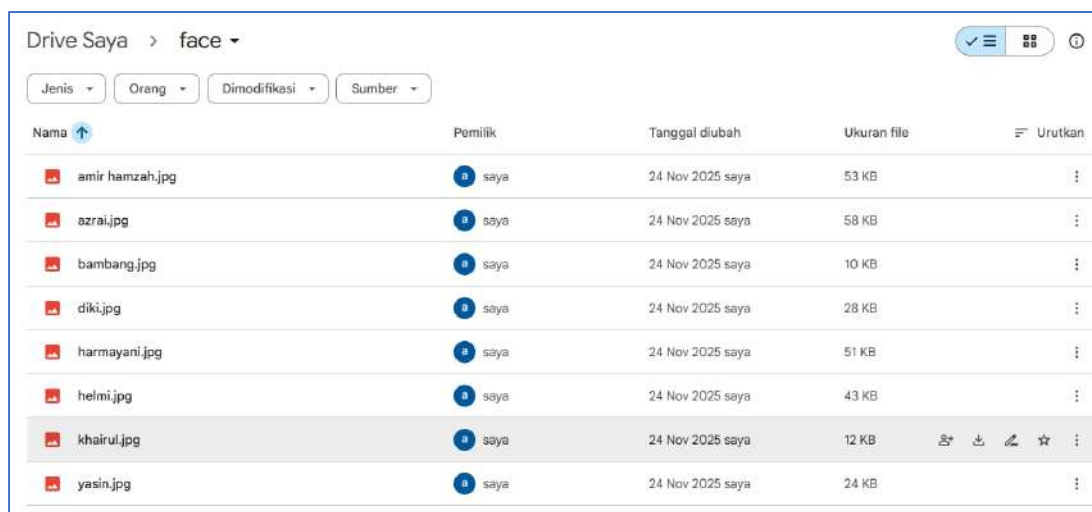 Drive Saya > face
Jenis Orang Dimodifikasi Sumber
Nama Pemilik Tanggal diubah Ukuran file Urutkan
amir hamzah.jpg a saya 24 Nov 2025 saya 53 KB
azrai.jpg a saya 24 Nov 2025 saya 58 KB
bambang.jpg a saya 24 Nov 2025 saya 10 KB
diki.jpg a saya 24 Nov 2025 saya 28 KB
harmayani.jpg a saya 24 Nov 2025 saya 51 KB
helmi.jpg a saya 24 Nov 2025 saya 43 KB
khairul.jpg a saya 24 Nov 2025 saya 12 KB
yasin.jpg a saya 24 Nov 2025 saya 24 KB